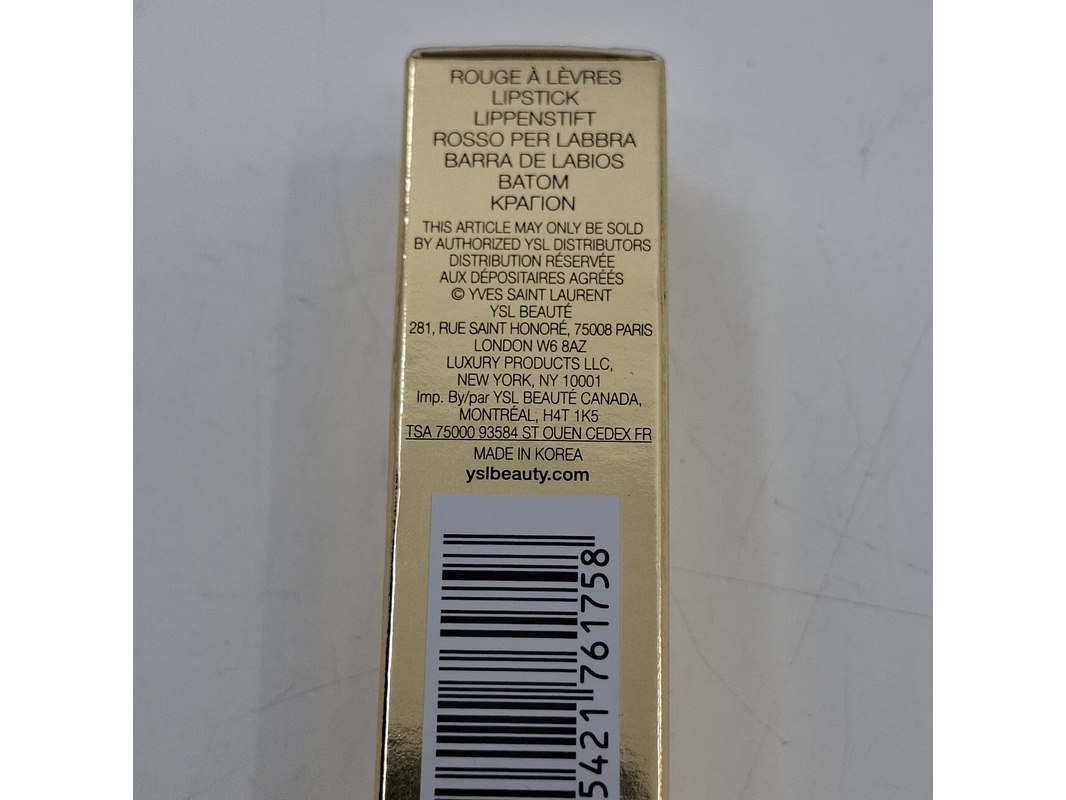 ROUGE À LÈVRES
LIPSTICK
LIPPENSTIFT
ROSSO PER LABBRA
BARRA DE LABIOS
BATOM
ΚΡΑΓΙΟΝ
THIS ARTICLE MAY ONLY BE SOLD
BY AUTHORIZED YSL DISTRIBUTORS
DISTRIBUTION RÉSERVÉE
AUX DÉPOSITAIRES AGRÉÉS
© YVES SAINT LAURENT
YSL BEAUTÉ
281, RUE SAINT HONORÉ, 75008 PARIS
LONDON W6 8AZ
LUXURY PRODUCTS LLC,
NEW YORK, NY 10001
Imp. By/par YSL BEAUTÉ CANADA,
MONTRÉAL, H4T 1K5
TSA 75000 93584 ST OUEN CEDEX FR
MADE IN KOREA
yslbeauty.com
5421 761758